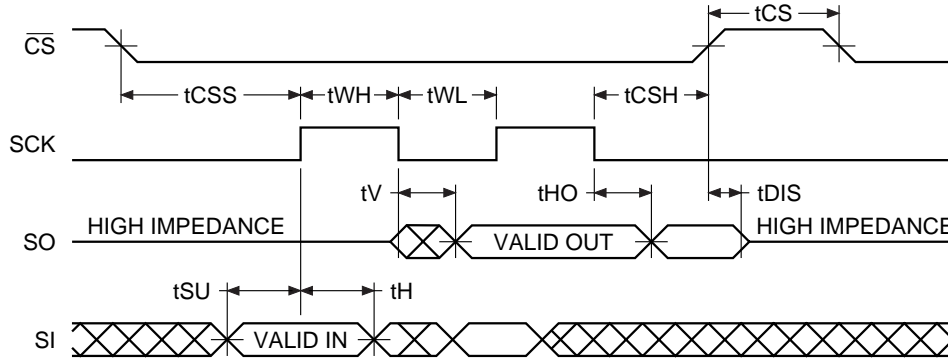 tCS
CS
tCSS tWH tWL tCSH
SCK
tV tHO tDIS
HIGH IMPEDANCE HIGH IMPEDANCE
SO VALID OUT
tSU tH
SI VALID IN